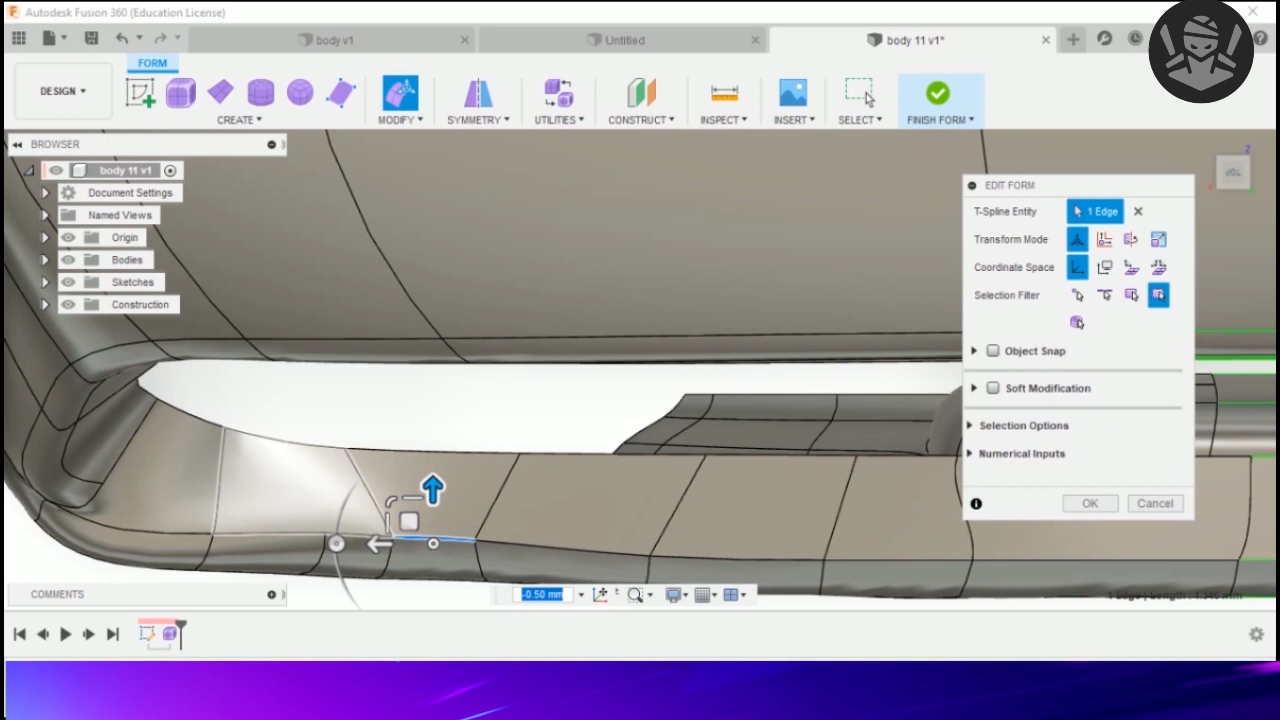 Autodesk Fusion 360 (Education License)
body v1
Untitled
body 11 v1*
FORM
DESIGN
CREATE
MODIFY
SYMMETRY
UTILITIES
CONSTRUCT
INSPECT
INSERT
SELECT
FINISH FORM
BROWSER
body 11 v1
Document Settings
Named Views
Origin
Bodies
Sketches
Construction
Z
TOP
X
EDIT FORM
T-Spline Entity
1 Edge
Transform Mode
Coordinate Space
Selection Filter
Object Snap
Soft Modification
Selection Options
Numerical Inputs
OK
Cancel
COMMENTS
-0.50 mm